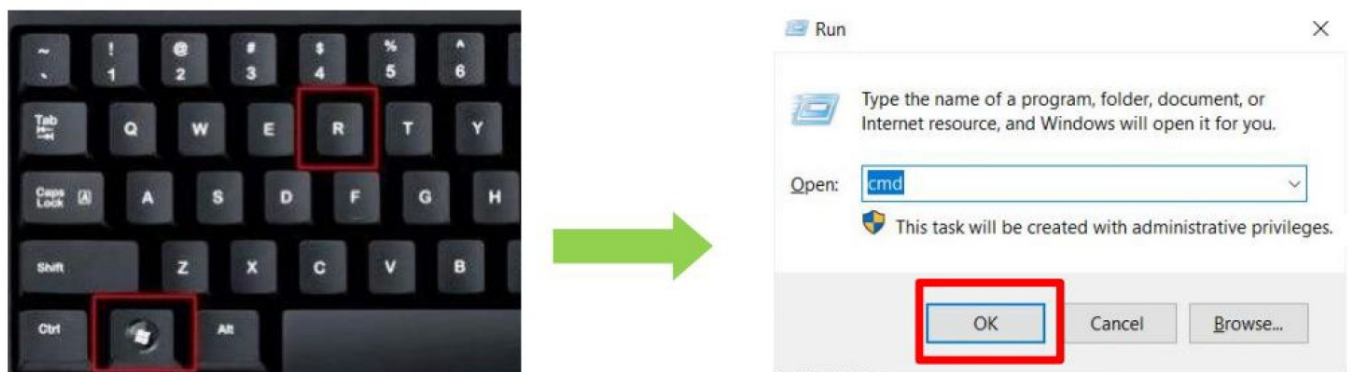 ~ ! @ # $ % ^
` 1 2 3 4 5 6
Tab Q W E R T Y
Caps Lock A A S D F G H
Shift Z X C V B
Ctrl Alt
Run
Type the name of a program, folder, document, or
Internet resource, and Windows will open it for you.
Open: cmd
This task will be created with administrative privileges.
OK Cancel Browse...